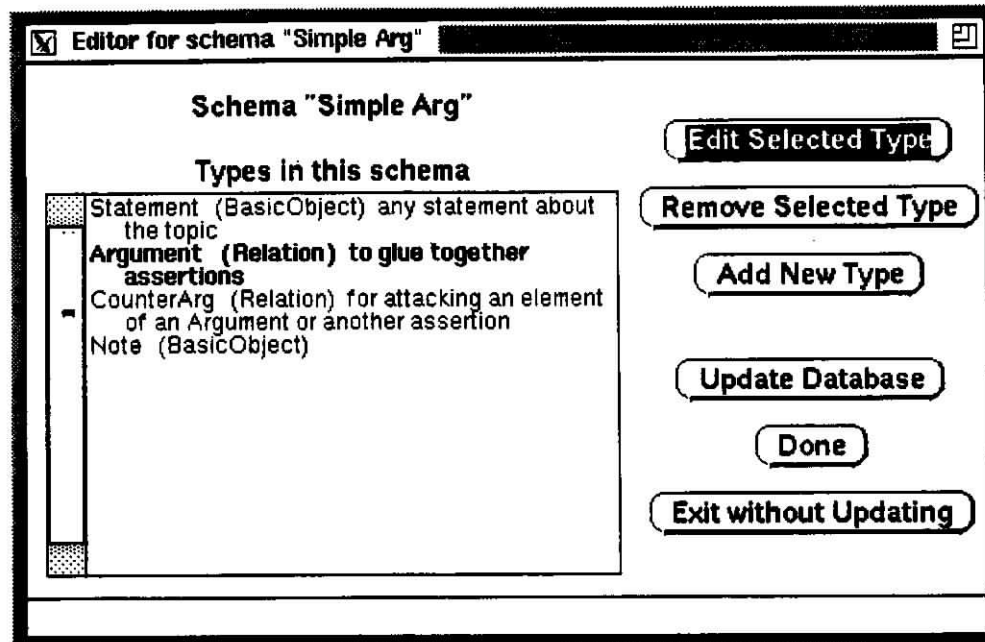 Editor for schema "Simple Arg"
Schema "Simple Arg"
Types in this schema
Statement (BasicObject) any statement about
the topic
Argument (Relation) to glue together
assertions
CounterArg (Relation) for attacking an element
of an Argument or another assertion
Note (BasicObject)
Edit Selected Type
Remove Selected Type
Add New Type
Update Database
Done
Exit without Updating